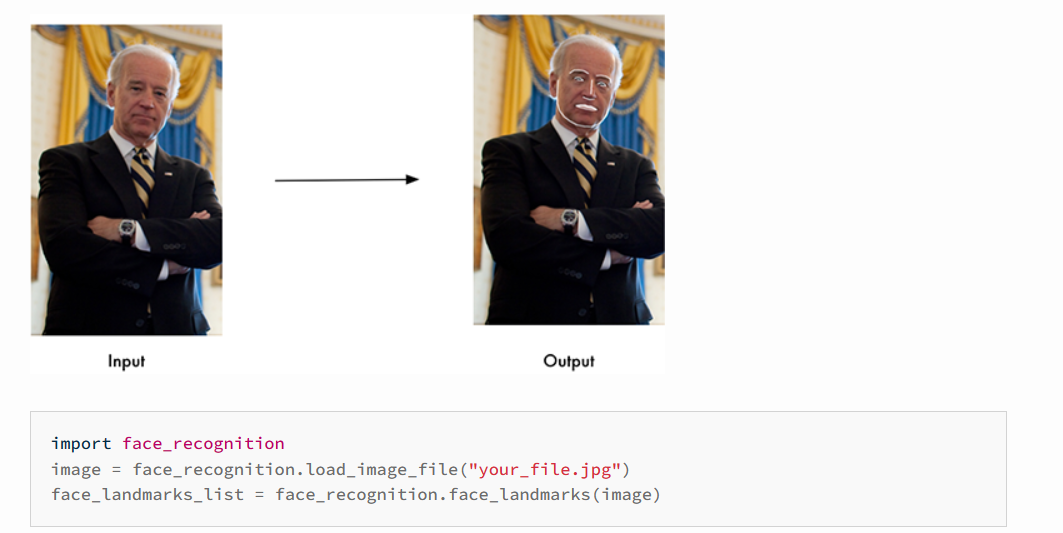 Input
Output
import face_recognition
image = face_recognition.load_image_file("your_file.jpg")
face_landmarks_list = face_recognition.face_landmarks(image)